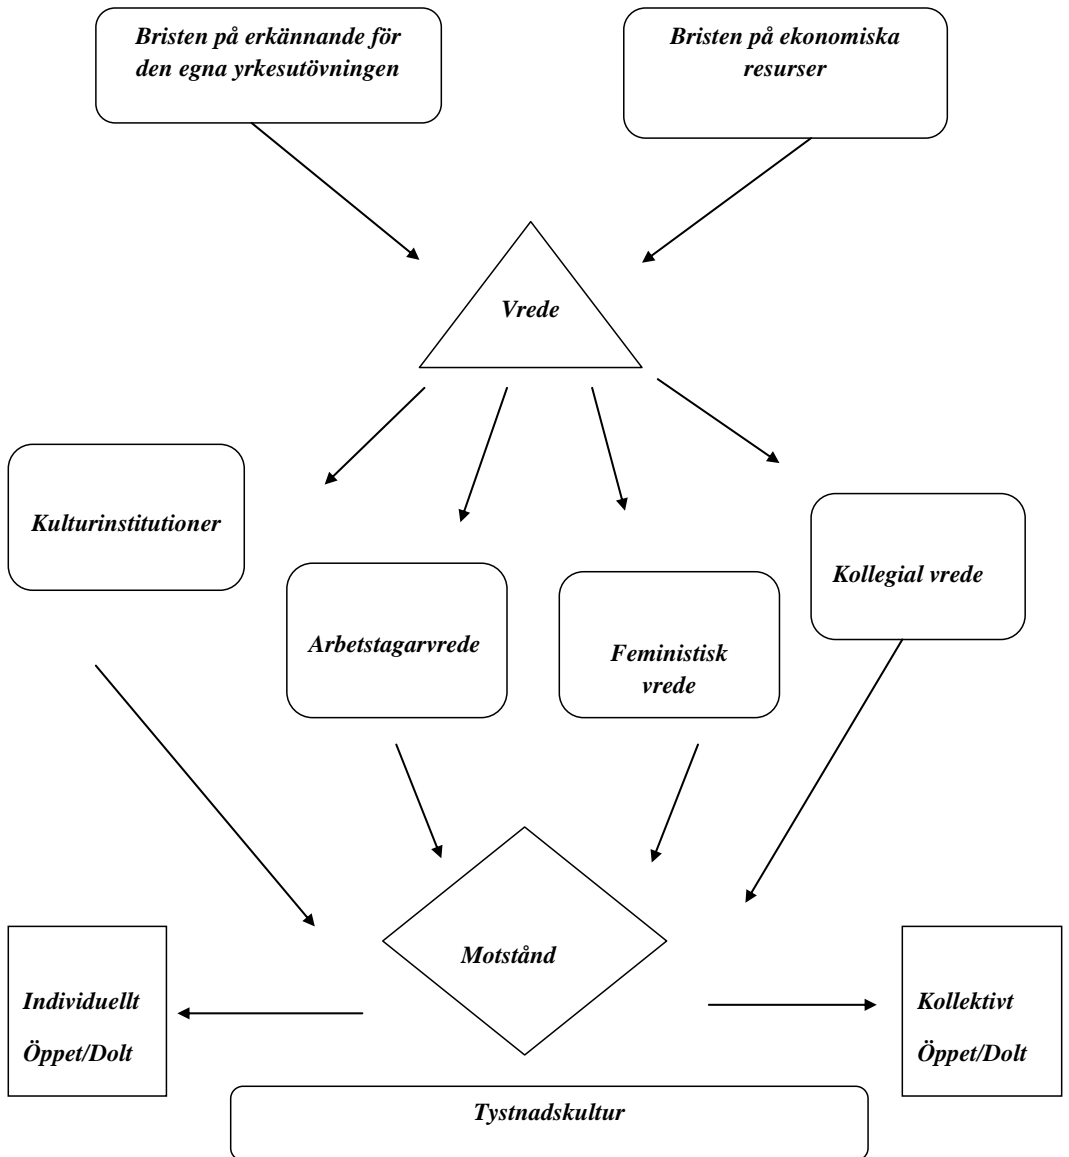 Bristen på erkännande för
den egna yrkesutövningen
Bristen på ekonomiska
resurser
Vrede
Kulturinstitutioner
Arbetstagarvrede
Feministisk
vrede
Kollegial vrede
Motstånd
Individuellt
Öppet/Dolt
Kollektivt
Öppet/Dolt
Tystnadskultur